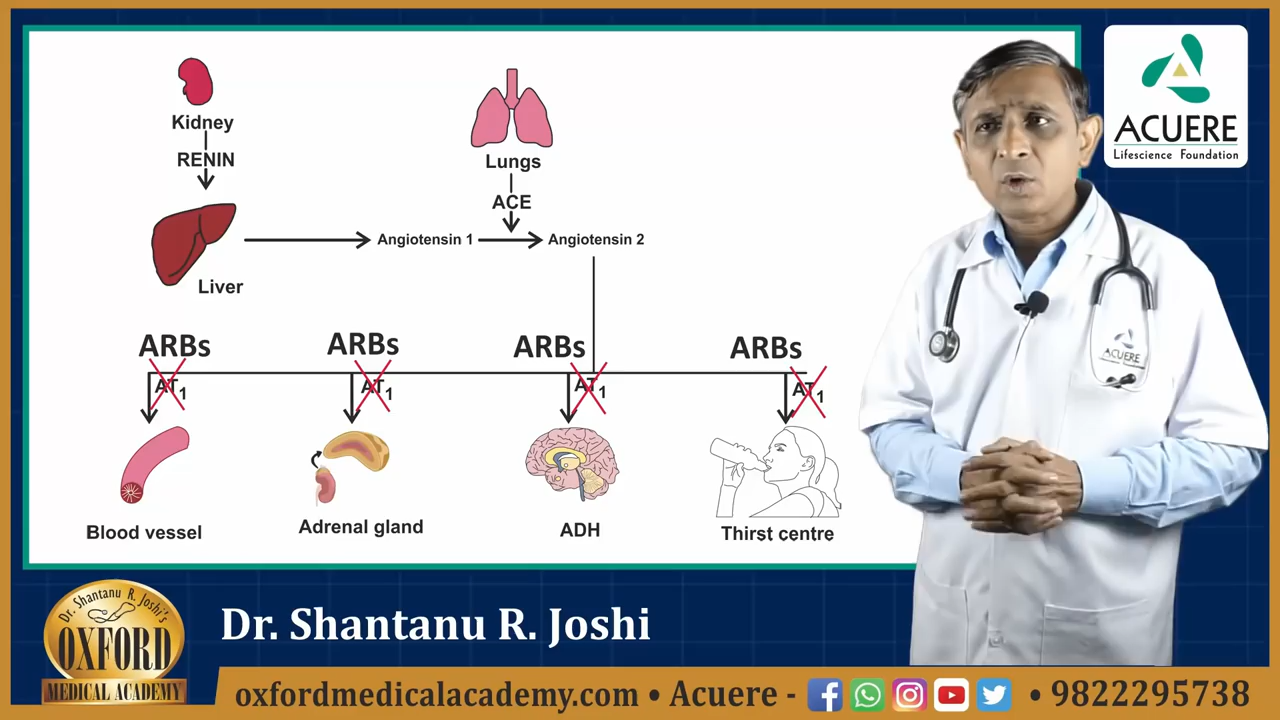 Kidney
RENIN
Liver
Lungs
ACE
Angiotensin 1
Angiotensin 2
ARBs
ARBs
ARBs
ARBs
AT1
AT1
AT1
AT1
Blood vessel
Adrenal gland
ADH
Thirst centre
ACUERE
Lifescience Foundation
ACUERE
Dr. Shantanu R. Joshi's
OXFORD
MEDICAL ACADEMY
Dr. Shantanu R. Joshi
oxfordmedicalacademy.com • Acuere - • 9822295738